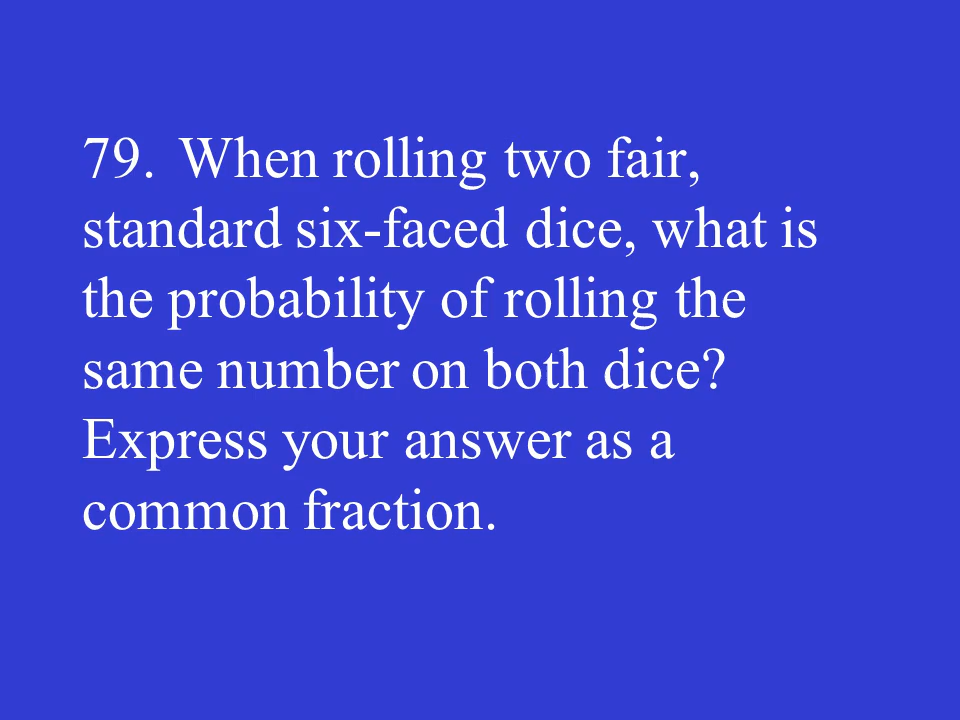 79. When rolling two fair,
standard six-faced dice, what is
the probability of rolling the
same number on both dice?
Express your answer as a
common fraction.